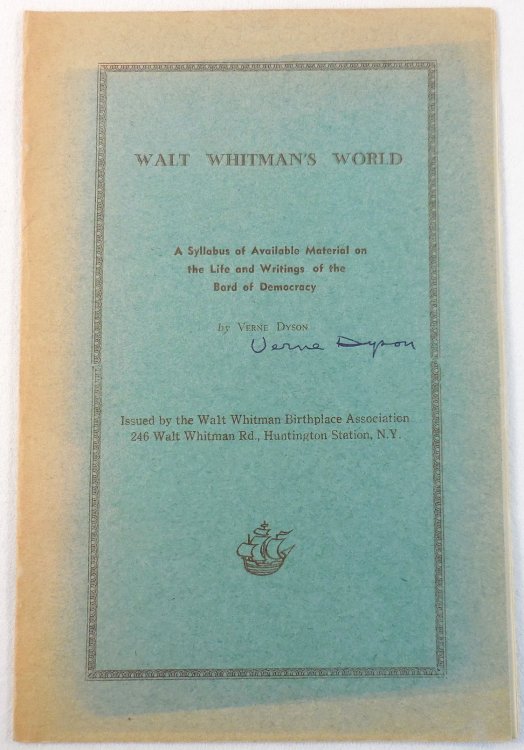 WALT WHITMAN'S WORLD
A Syllabus of Available Material on
the Life and Writings of the
Bard of Democracy
by VERNE DYSON
Verne Dyson
Issued by the Walt Whitman Birthplace Association
246 Walt Whitman Rd., Huntington Station, N.Y.